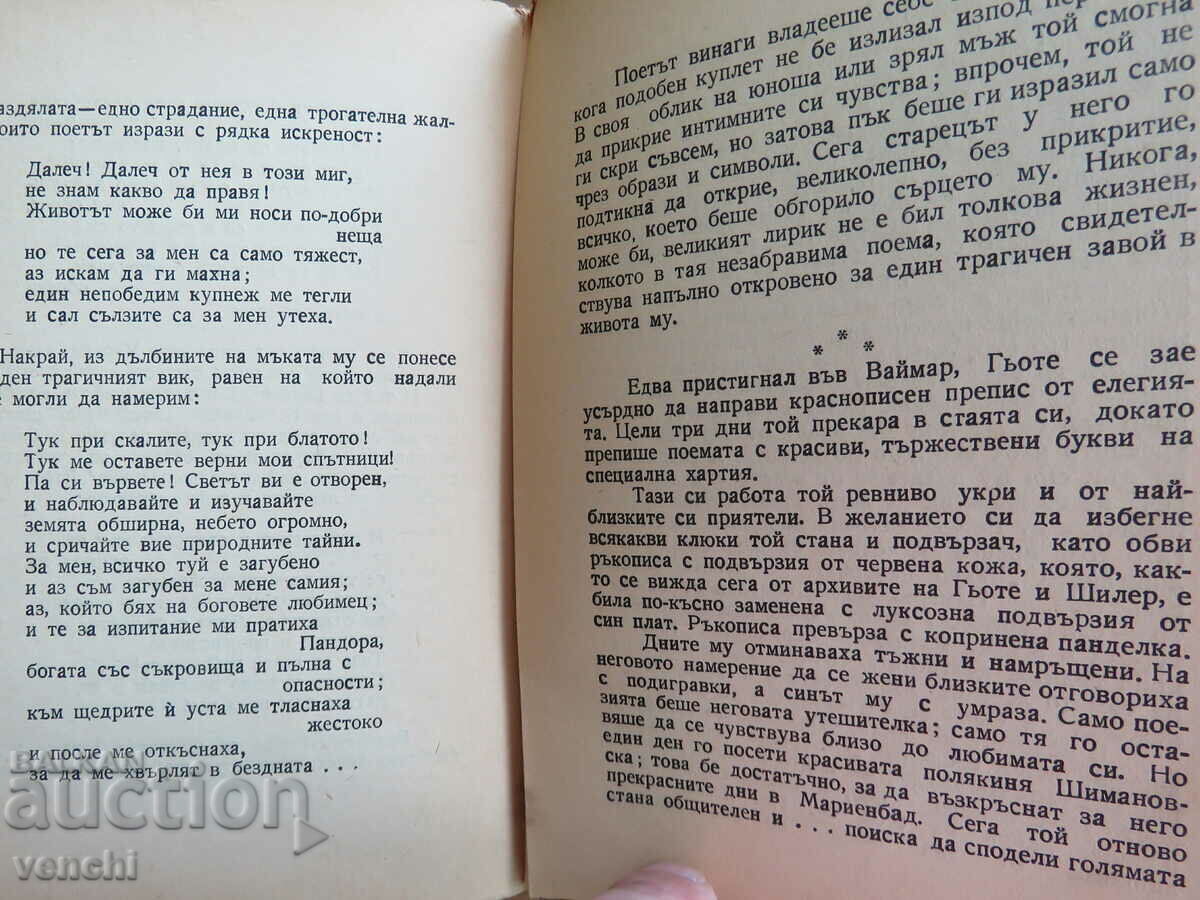 аздялата—едно страдание, една трогателна жал-
оито поетът изрази с рядка искреност:
Далеч! Далеч от нея в този миг,
не знам какво да правя!
Животът може би ми носи по-добри
неща
но те сега за мен са само тяжест,
аз искам да ги махна;
един непобедим купнеж ме тегли
и сал сълзите са за мен утеха.
Накрай, из дълбините на мъката му се понесе
ден трагичният вик, равен на който надали
е могли да намерим:
Тук при скалите, тук при блатото!
Тук ме оставете верни мои спътници!
Па си вървете! Светът ви е отворен,
и наблюдавайте и изучавайте
земята обширна, небето огромно,
и сричайте вие природните тайни.
За мен, всичко туй е загубено
и аз съм загубен за мене самия;
аз, който бях на боговете любимец;
и те за изпитание ми пратиха
Пандора,
богата със съкровища и пълна с
опасности;
към щедрите ѝ уста ме тласнаха
жестоко
и после ме откъснаха,
за да ме хвърлят в бездната . . .
Поетът винаги владееше себе
кога подобен куплет не бе излизал изпод
В своя облик на юноша или зрял мъж той смогна
да прикрие интимните си чувства; впрочем, той не
ги скри съвсем, но затова пък беше ги изразил само
чрез образи и символи. Сега старецът у него го
подтикна да открие, великолепно, без прикритие,
всичко, което беше обгорило сърцето му. Никога,
може би, великият лирик не е бил толкова жизнен,
колкото в тая незабравима поема, която свидетел-
ствува напълно откровено за един трагичен завой в
живота му.
* * *
Едва пристигнал във Ваймар, Гьоте се зае
усърдно да направи краснописен препис от елегия-
та. Цели три дни той прекара в стаята си, докато
препише поемата с красиви, тържествени букви на
специална хартия.
Тази си работа той ревниво укри и от най-
близките си приятели. В желанието си да избегне
всякакви клюки той стана и подвързач, като обви
ръкописа с подвързия от червена кожа, която, как-
то се вижда сега от архивите на Гьоте и Шилер, е
била по-късно заменена с луксозна подвързия от
син плат. Ръкописа превърза с копринена панделка.
Дните му отминаваха тъжни и намръщени. На
неговото намерение да се жени близките отговориха
с подигравки, а синът му с умраза. Само пое-
зията беше неговата утешителка; само тя го оста-
вяше да се чувствува близо до любимата си. Но
един ден го посети красивата полякиня Шиманов-
ска; това бе достатъчно, за да възкръснат за него
прекрасните дни в Мариенбад. Сега той отново
стана общителен и . . . поиска да сподели голямата
BALKAN
auction
venchi